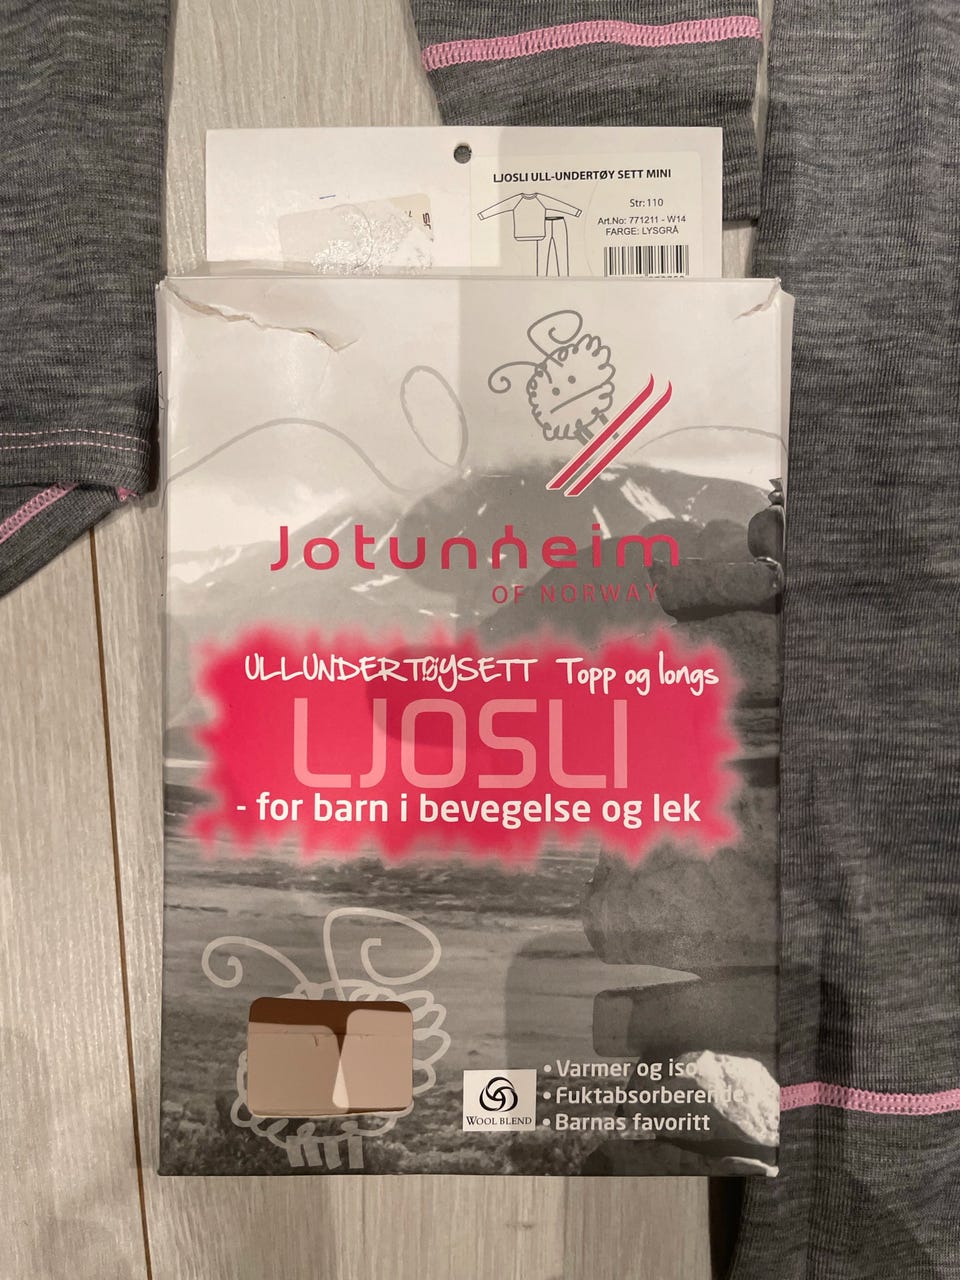 LJOSLI ULL-UNDERTØY SETT MINI
Str: 110
Art.No: 771211 - W14
FARGE: LYSGRÅ
Jotunheim
OF NORWAY
ULLUNDERTØYSETT Topp og longs
LJOSLI
- for barn i bevegelse og lek
• Varmer og
• Fuktabsorberende
• Barnas favoritt
WOOL BLEND